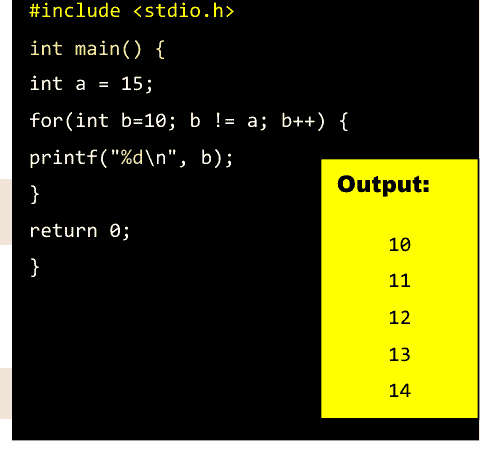 #include <stdio.h>
int main() {
int a = 15;
for(int b=10; b != a; b++) {
printf("%d\n", b);
}
return 0;
}
Output:
10
11
12
13
14